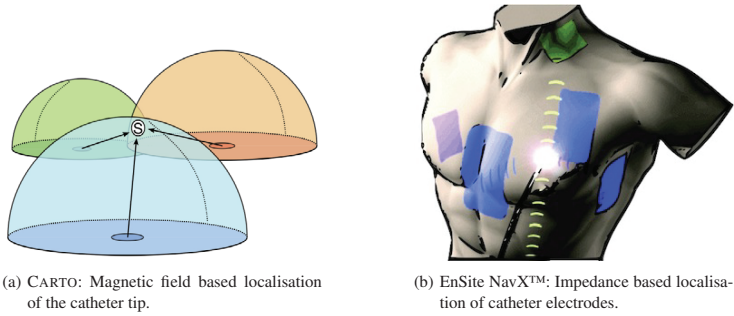 S
(a) CARTO: Magnetic field based localisation
of the catheter tip.
(b) EnSite NavX™: Impedance based localisa-
tion of catheter electrodes.